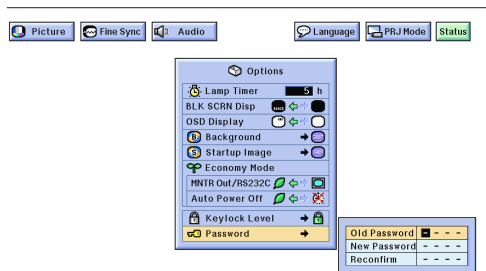 Picture Fine Sync Audio Language PRJ Mode Status
Options
Lamp Timer 5 h
BLK SCRN Disp
OSD Display
Background
Startup Image
Economy Mode
MNTR Out/RS232C
Auto Power Off
Keylock Level
Password
Old Password - - - -
New Password - - - -
Reconfirm - - - -